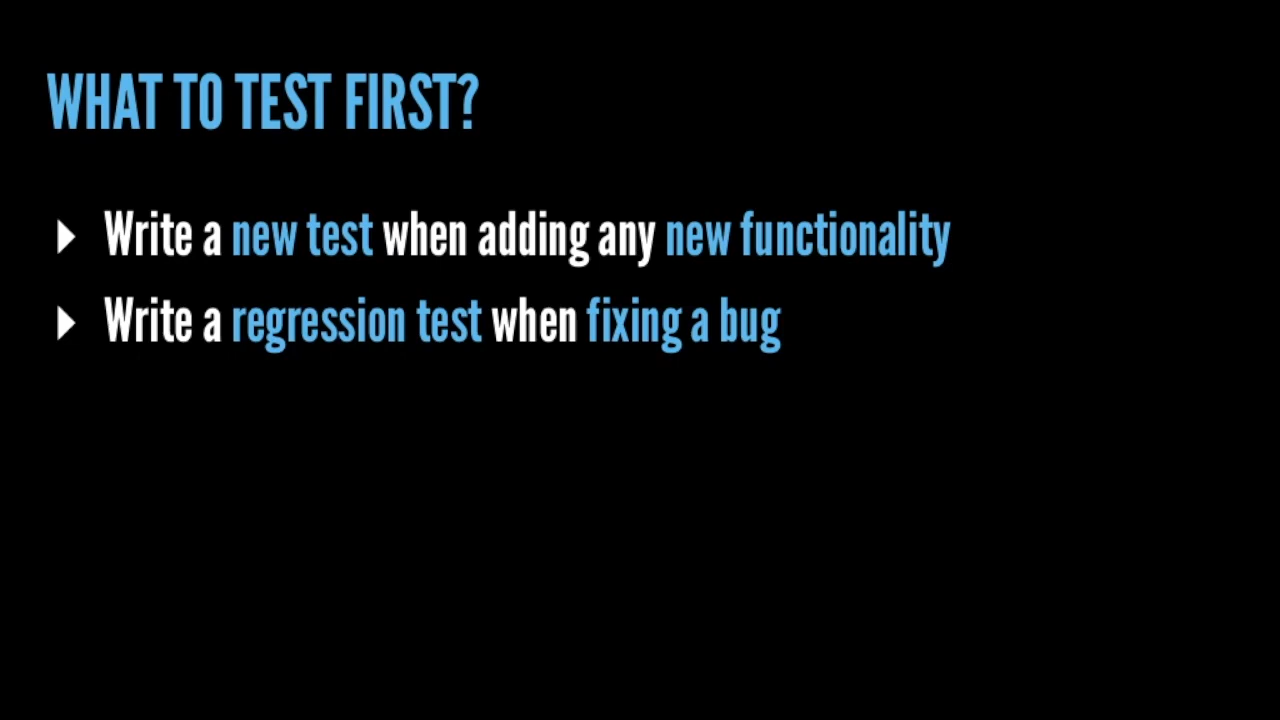 WHAT TO TEST FIRST?
Write a new test when adding any new functionality
Write a regression test when fixing a bug